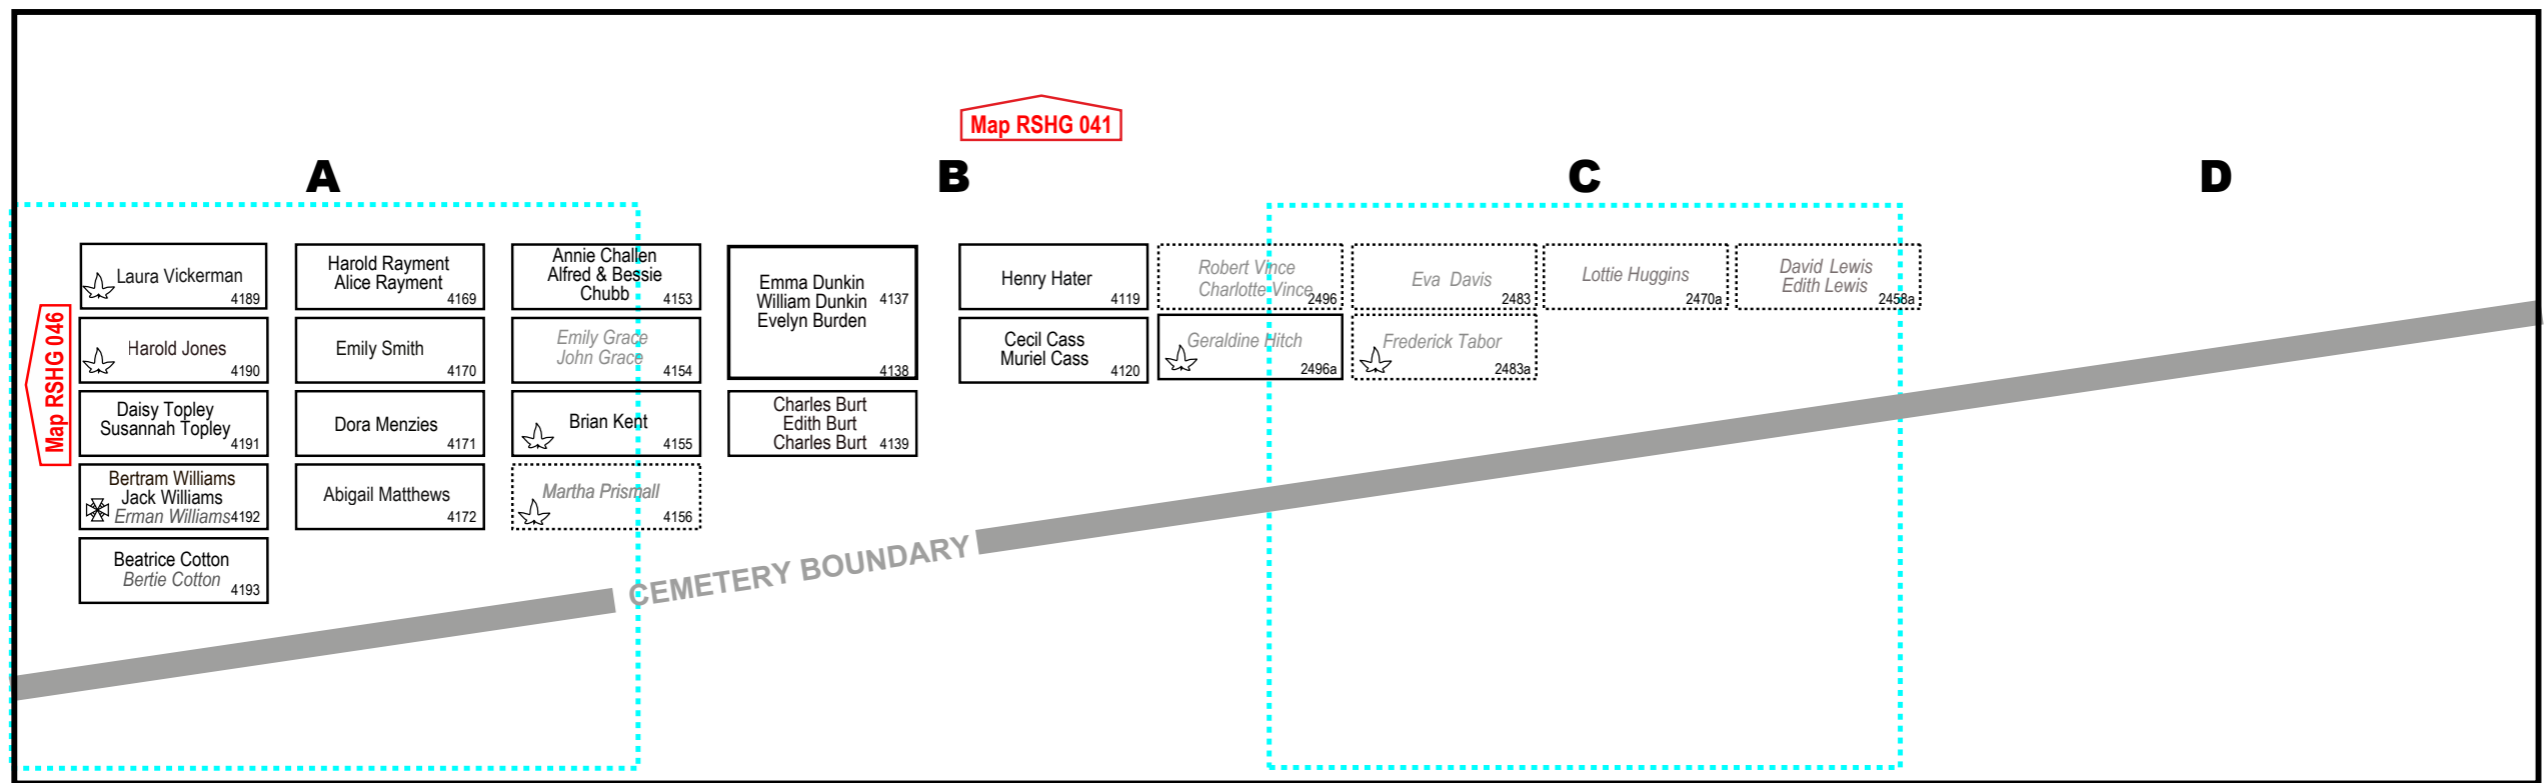 Map RSHG 041
A
B
C
D
Map RSHG 046
Laura Vickerman
4189
Harold Rayment
Alice Rayment
4169
Annie Challen
Alfred & Bessie
Chubb
4153
Emma Dunkin
William Dunkin
Evelyn Burden
4137
4138
Henry Hater
4119
Robert Vince
Charlotte Vince
2496
Eva Davis
2483
Lottie Huggins
2470a
David Lewis
Edith Lewis
2458a
Harold Jones
4190
Emily Smith
4170
Emily Grace
John Grace
4154
Cecil Cass
Muriel Cass
4120
Geraldine Hitch
2496a
Frederick Tabor
2483a
Daisy Topley
Susannah Topley
4191
Dora Menzies
4171
Brian Kent
4155
Charles Burt
Edith Burt
Charles Burt
4139
Bertram Williams
Jack Williams
Erman Williams
4192
Abigail Matthews
4172
Martha Prismall
4156
Beatrice Cotton
Bertie Cotton
4193
CEMETERY BOUNDARY